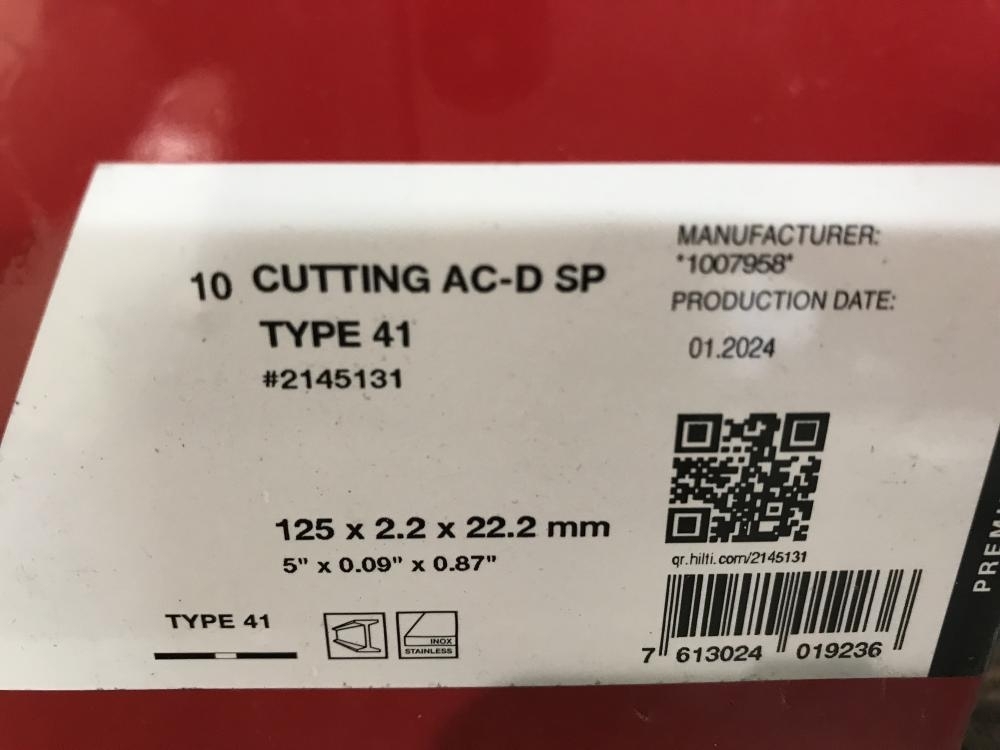 10 CUTTING AC-D SP
TYPE 41
#2145131
125 x 2.2 x 22.2 mm
5" x 0.09" x 0.87"
TYPE 41
INOX
STAINLESS
MANUFACTURER:
*1007958*
PRODUCTION DATE:
01.2024
qr.hilti.com/2145131
7 613024 019236